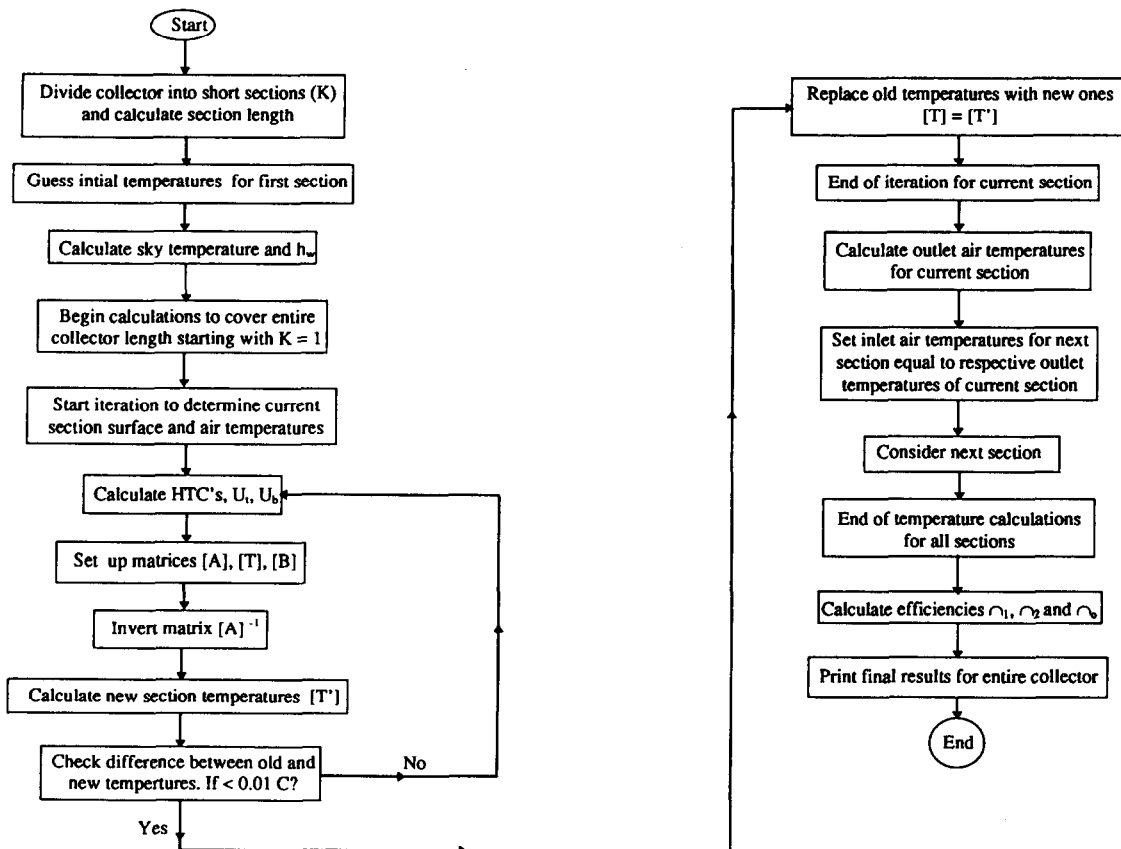 Start
Divide collector into short sections (K)
and calculate section length
Guess intial temperatures for first section
Calculate sky temperature and hw
Begin calculations to cover entire
collector length starting with K = 1
Start iteration to determine current
section surface and air temperatures
Calculate HTC's, Ut, Ub
Set up matrices [A], [T], [B]
Invert matrix [A] -1
Calculate new section temperatures [T']
Check difference between old and
new tempertures. If < 0.01 C?
No
Yes
Replace old temperatures with new ones
[T] = [T']
End of iteration for current section
Calculate outlet air temperatures
for current section
Set inlet air temperatures for next
section equal to respective outlet
temperatures of current section
Consider next section
End of temperature calculations
for all sections
Calculate efficiencies ∩1, ∩2 and ∩o
Print final results for entire collector
End